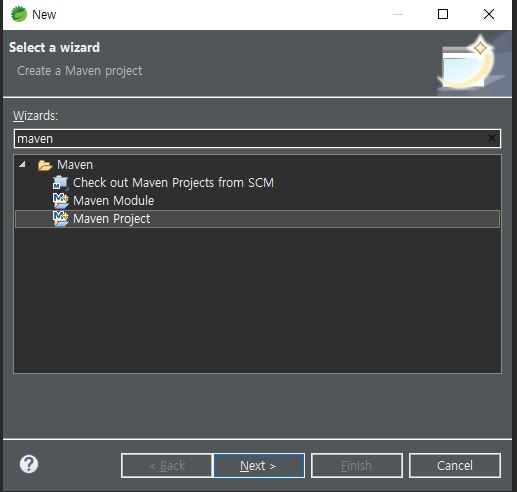 New
Select a wizard
Create a Maven project
Wizards:
maven
Maven
Check out Maven Projects from SCM
Maven Module
Maven Project
< Back
Next >
Finish
Cancel